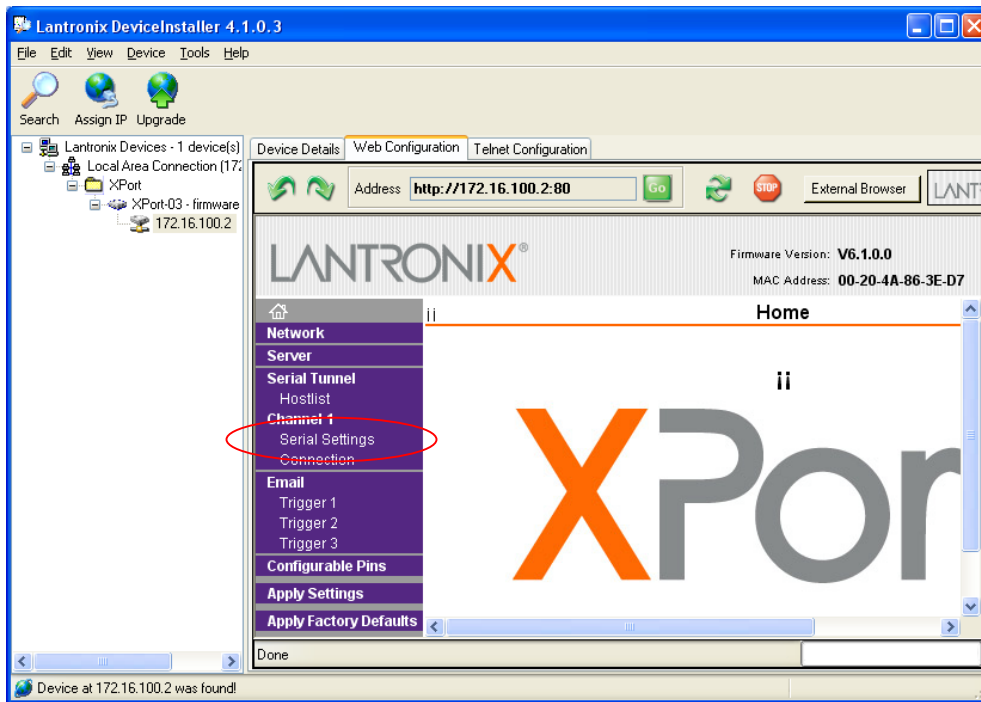 Lantronix DeviceInstaller 4.1.0.3
File Edit View Device Tools Help
Search Assign IP Upgrade
Lantronix Devices - 1 device(s)
Local Area Connection (172
XPort
XPort-03 - firmware
172.16.100.2
Device Details Web Configuration Telnet Configuration
Address http://172.16.100.2:80 Go STOP External Browser LANT
LANTRONIX®
Firmware Version: V6.1.0.0
MAC Address: 00-20-4A-86-3E-D7
Network
Server
Serial Tunnel
Hostlist
Channel 1
Serial Settings
Connection
Email
Trigger 1
Trigger 2
Trigger 3
Configurable Pins
Apply Settings
Apply Factory Defaults
¡¡ Home
¡¡
XPor
Done
Device at 172.16.100.2 was found!